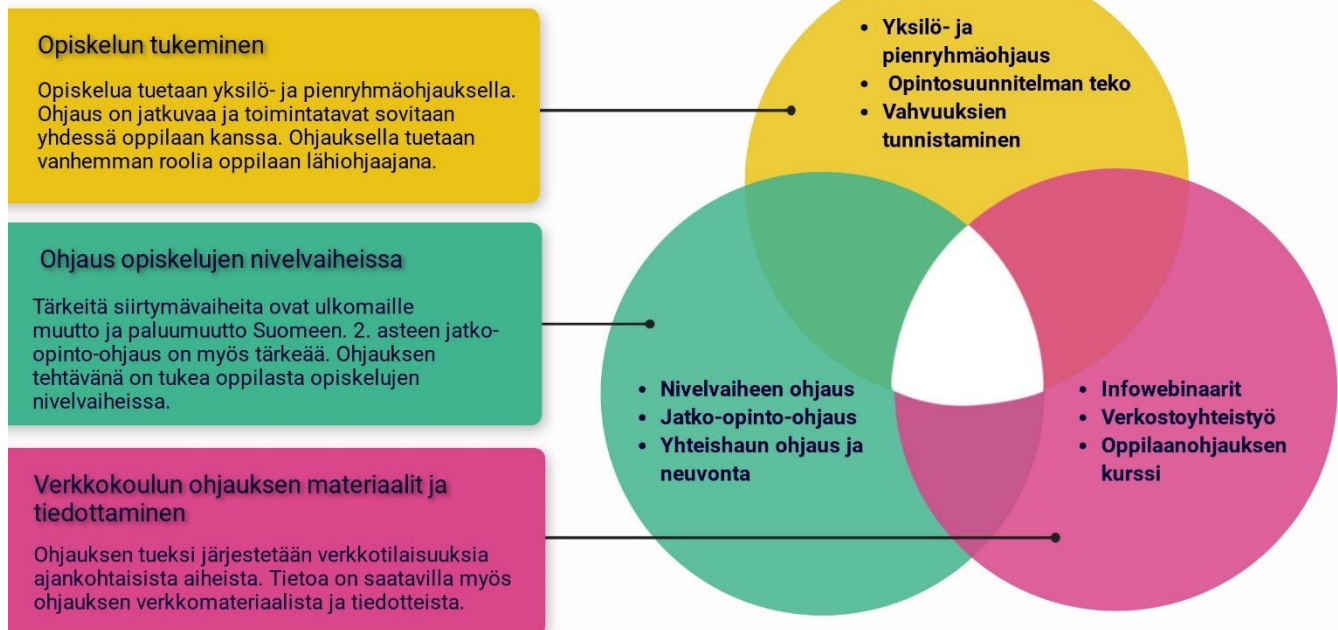 Opiskelun tukeminen
Opiskelua tuetaan yksilö- ja pienryhmäohjauksella.
Ohjaus on jatkuvaa ja toimintatavat sovitaan
yhdessä oppilaan kanssa. Ohjauksella tuetaan
vanhemman roolia oppilaan lähiohjaajana.
Ohjaus opiskelujen nivelvaiheissa
Tärkeitä siirtymävaiheita ovat ulkomaille
muutto ja paluumuutto Suomeen. 2. asteen jatko-
opinto-ohjaus on myös tärkeää. Ohjauksen
tehtävänä on tukea oppilasta opiskelujen
nivelvaiheissa.
Verkkokoulun ohjauksen materiaalit ja
tiedottaminen
Ohjauksen tueksi järjestetään verkkotilaisuuksia
ajankohtaisista aiheista. Tietoa on saatavilla myös
ohjauksen verkkomateriaalista ja tiedotteista.
• Yksilö- ja
pienryhmäohjaus
• Opintosuunnitelman teko
• Vahvuuksien
tunnistaminen
• Nivelvaiheen ohjaus
• Jatko-opinto-ohjaus
• Yhteishaun ohjaus ja
neuvonta
• Infowebinaarit
• Verkostoyhteistyö
• Oppilaanohjauksen
kurssi